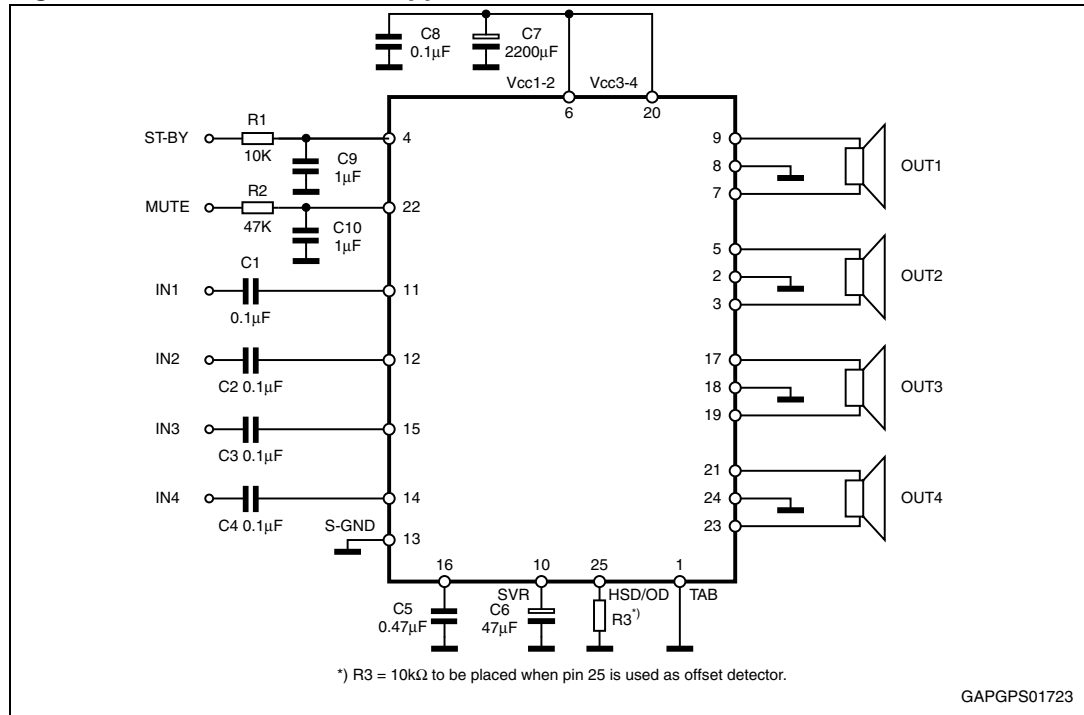 C8
0.1µF
C7
2200µF
Vcc1-2
Vcc3-4
6
20
ST-BY
R1
10K
4
C9
1µF
MUTE
R2
47K
22
C10
1µF
IN1
C1
0.1µF
11
IN2
C2 0.1µF
12
IN3
C3 0.1µF
15
IN4
C4 0.1µF
14
S-GND
13
9
8
7
OUT1
5
2
3
OUT2
17
18
19
OUT3
21
24
23
OUT4
16
10
25
1
SVR
HSD/OD
TAB
C5
0.47µF
C6
47µF
R3*)
*) R3 = 10kΩ to be placed when pin 25 is used as offset detector.
GAPGPS01723